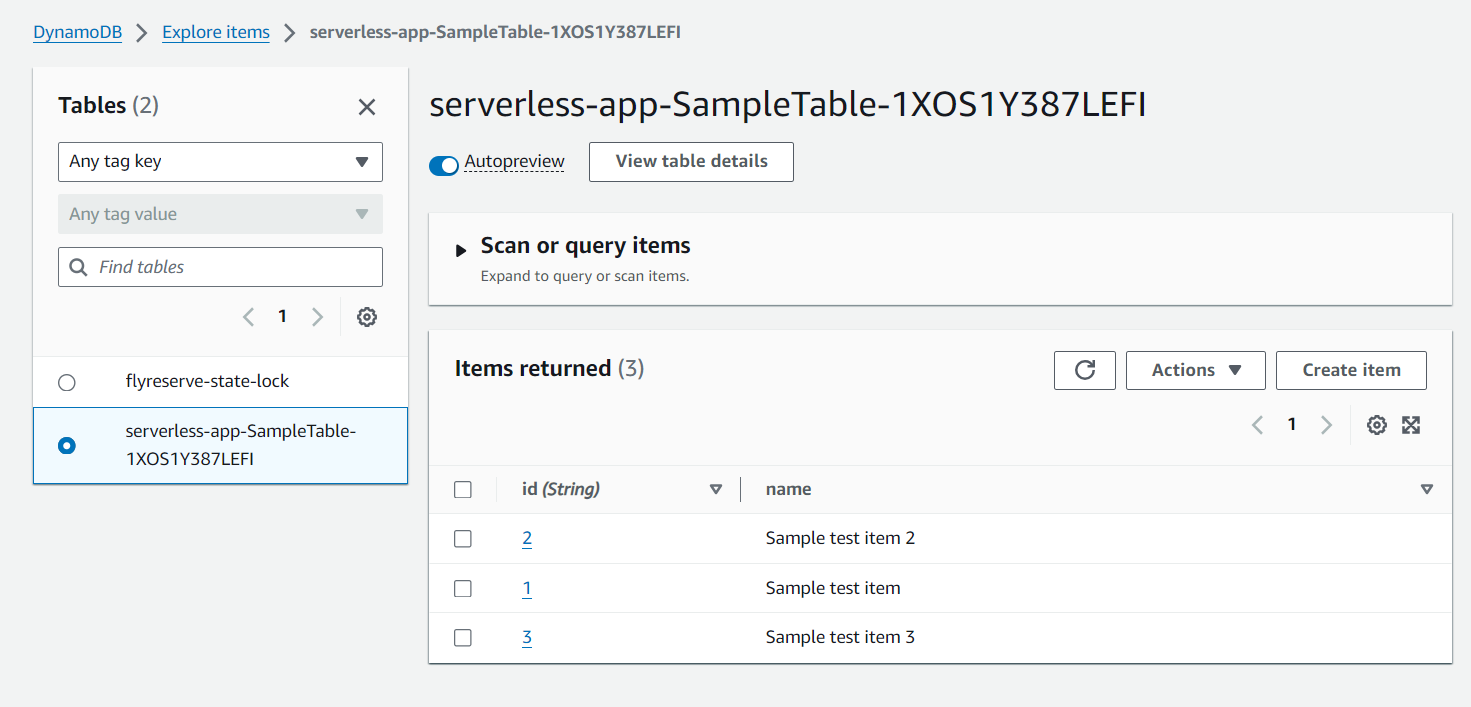 DynamoDB Explore items serverless-app-SampleTable-1XOS1Y387LEFI
Tables (2)
Any tag key
Any tag value
Find tables
1
flyreserve-state-lock
serverless-app-SampleTable-
1XOS1Y387LEFI
serverless-app-SampleTable-1XOS1Y387LEFI
Autopreview View table details
Scan or query items
Expand to query or scan items.
Items returned (3)
Actions Create item
1
id (String) name
2 Sample test item 2
1 Sample test item
3 Sample test item 3